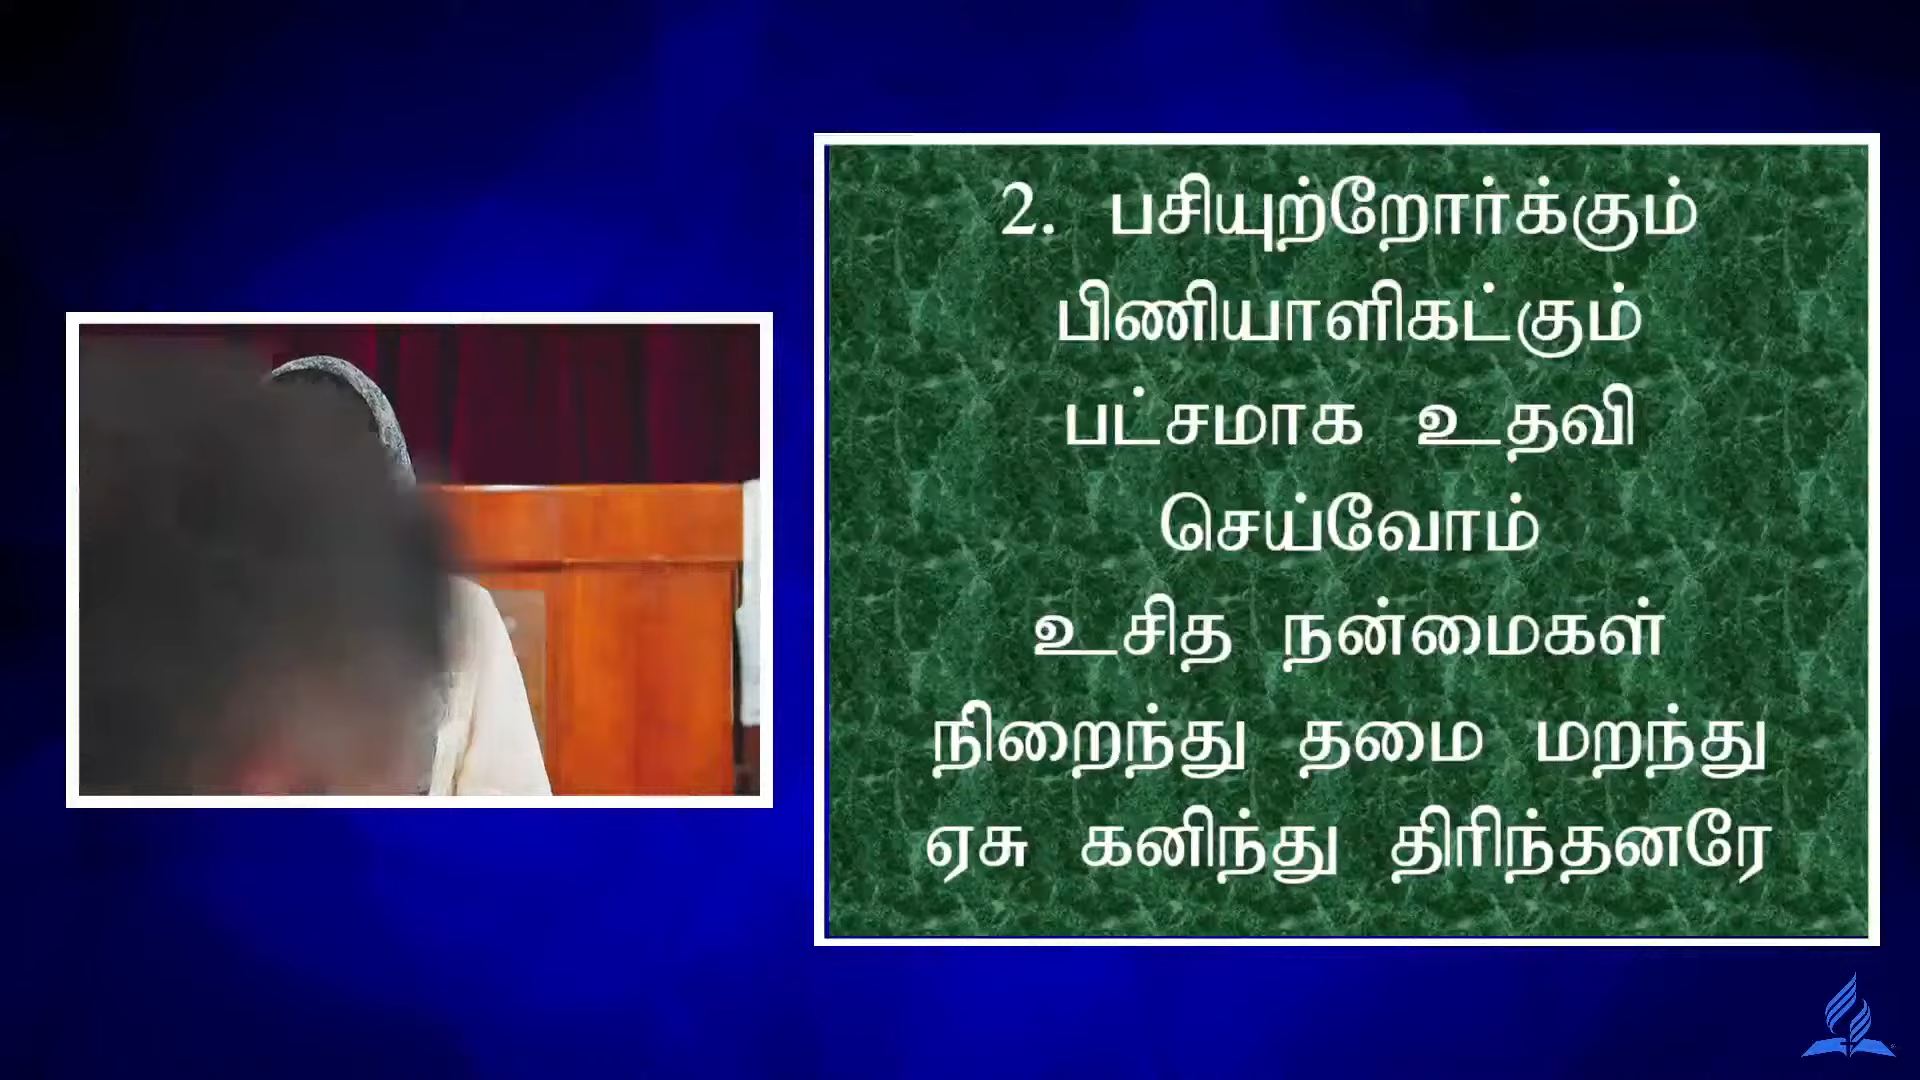 2. பசியுற்றோர்க்கும்
பிணியாளிகட்கும்
பட்சமாக உதவி
செய்வோம்
உசித நன்மைகள்
நிறைந்து தமை மறந்து
ஏசு கனிந்து திரிந்தனரே